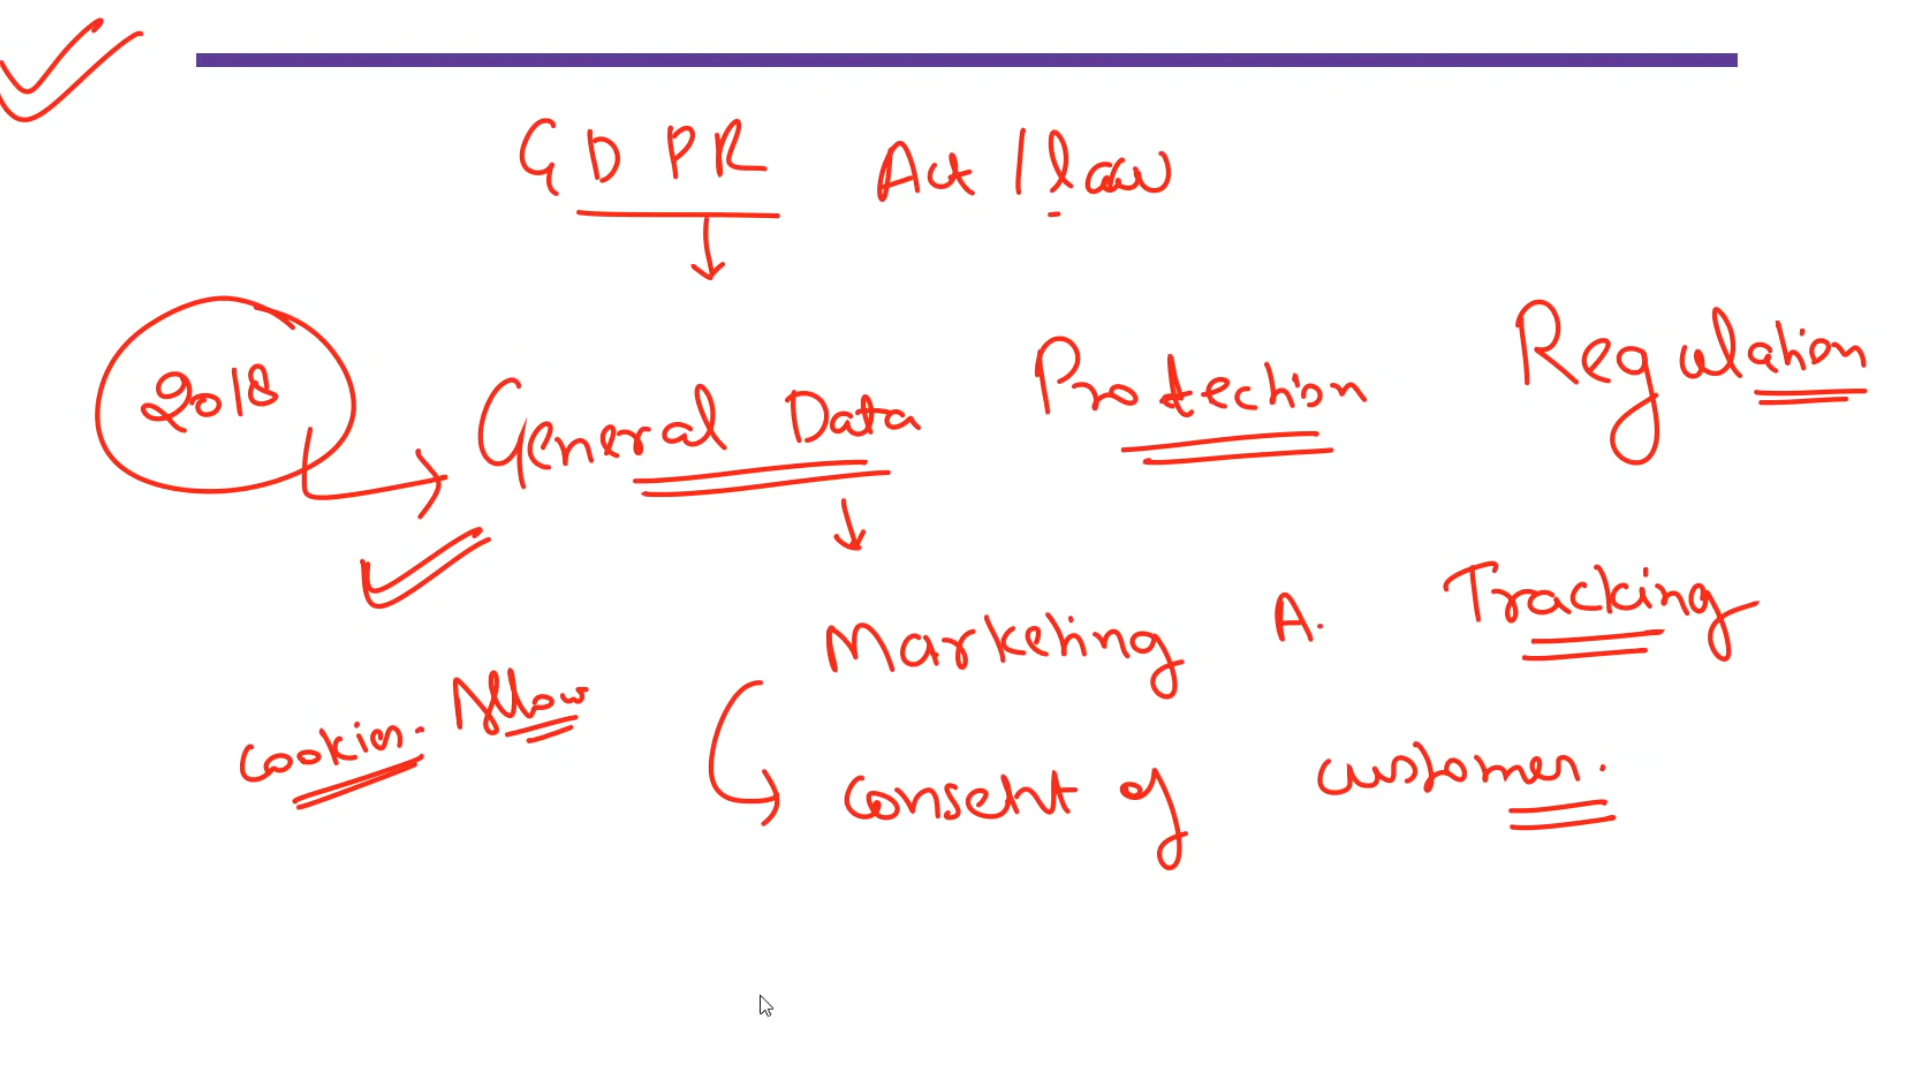 GDPR Act / law
2018
General Data Protection Regulation
Marketing A. Tracking
Cookies. Allow
Consent of customer.